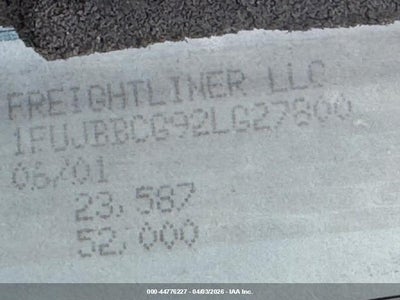 FREIGHTLINER LLC
1FUJBBCG92LG27800
06/01
23,587
52,000
000-44776227 - 04/03/2026 - IAA Inc.